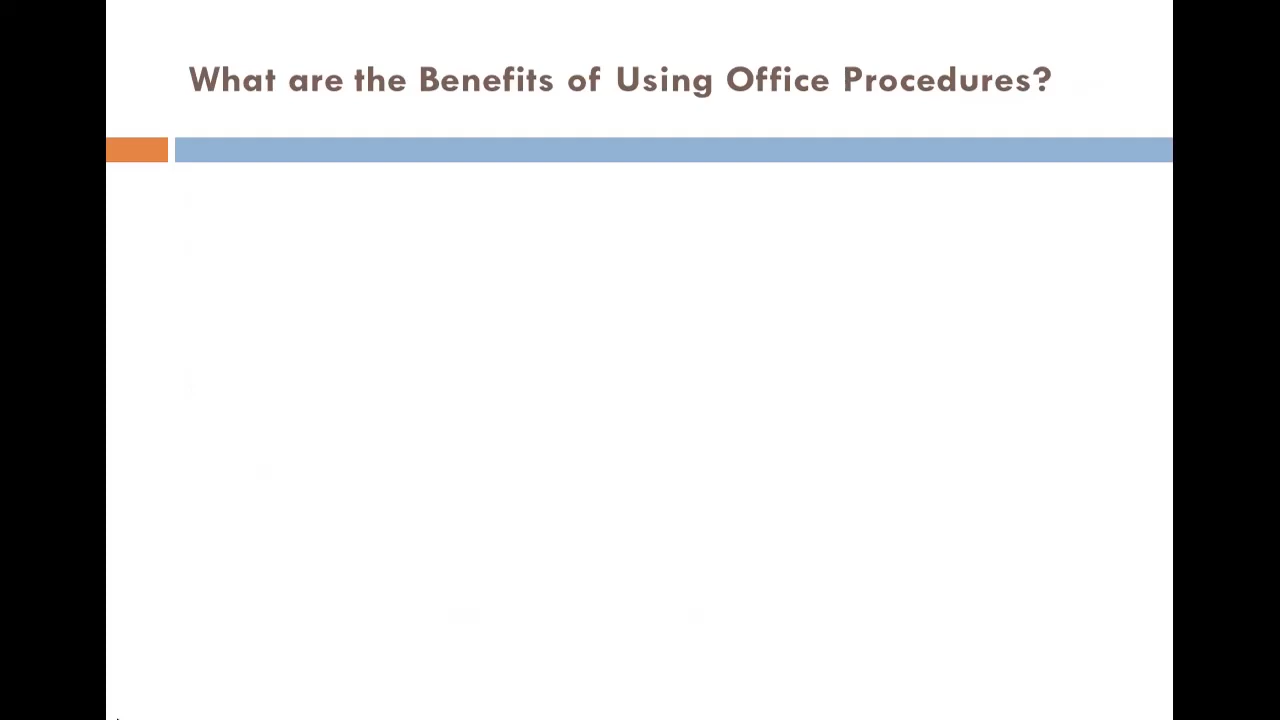 What are the Benefits of Using Office Procedures?